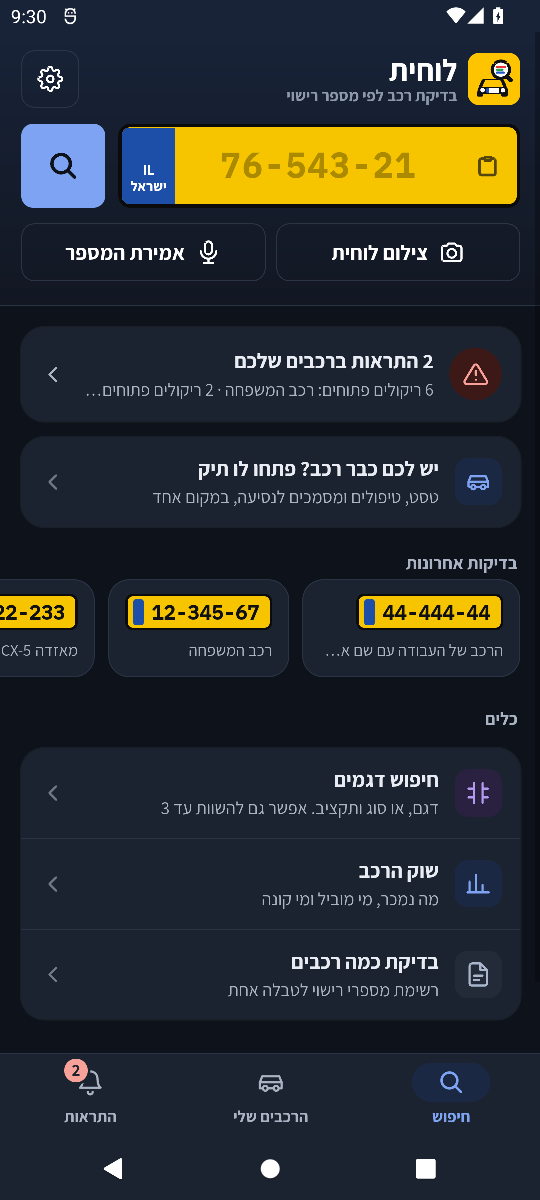 9:30
לוחית
בדיקת רכב לפי מספר רישוי
IL
ישראל
76-543-21
צילום לוחית
אמירת המספר
2 התראות ברכבים שלכם
6 ריקולים פתוחים: רכב המשפחה · 2 ריקולים פתוחים...
יש לכם כבר רכב? פתחו לו תיק
טסט, טיפולים ומסמכים לנסיעה, במקום אחד
בדיקות אחרונות
44-444-44
הרכב של העבודה עם שם א...
12-345-67
רכב המשפחה
22-233
מאזדה CX-5
כלים
חיפוש דגמים
דגם, או סוג ותקציב. אפשר גם להשוות עד 3
שוק הרכב
מה נמכר, מי מוביל ומי קונה
בדיקת כמה רכבים
רשימת מספרי רישוי לטבלה אחת
חיפוש
הרכבים שלי
2
התראות